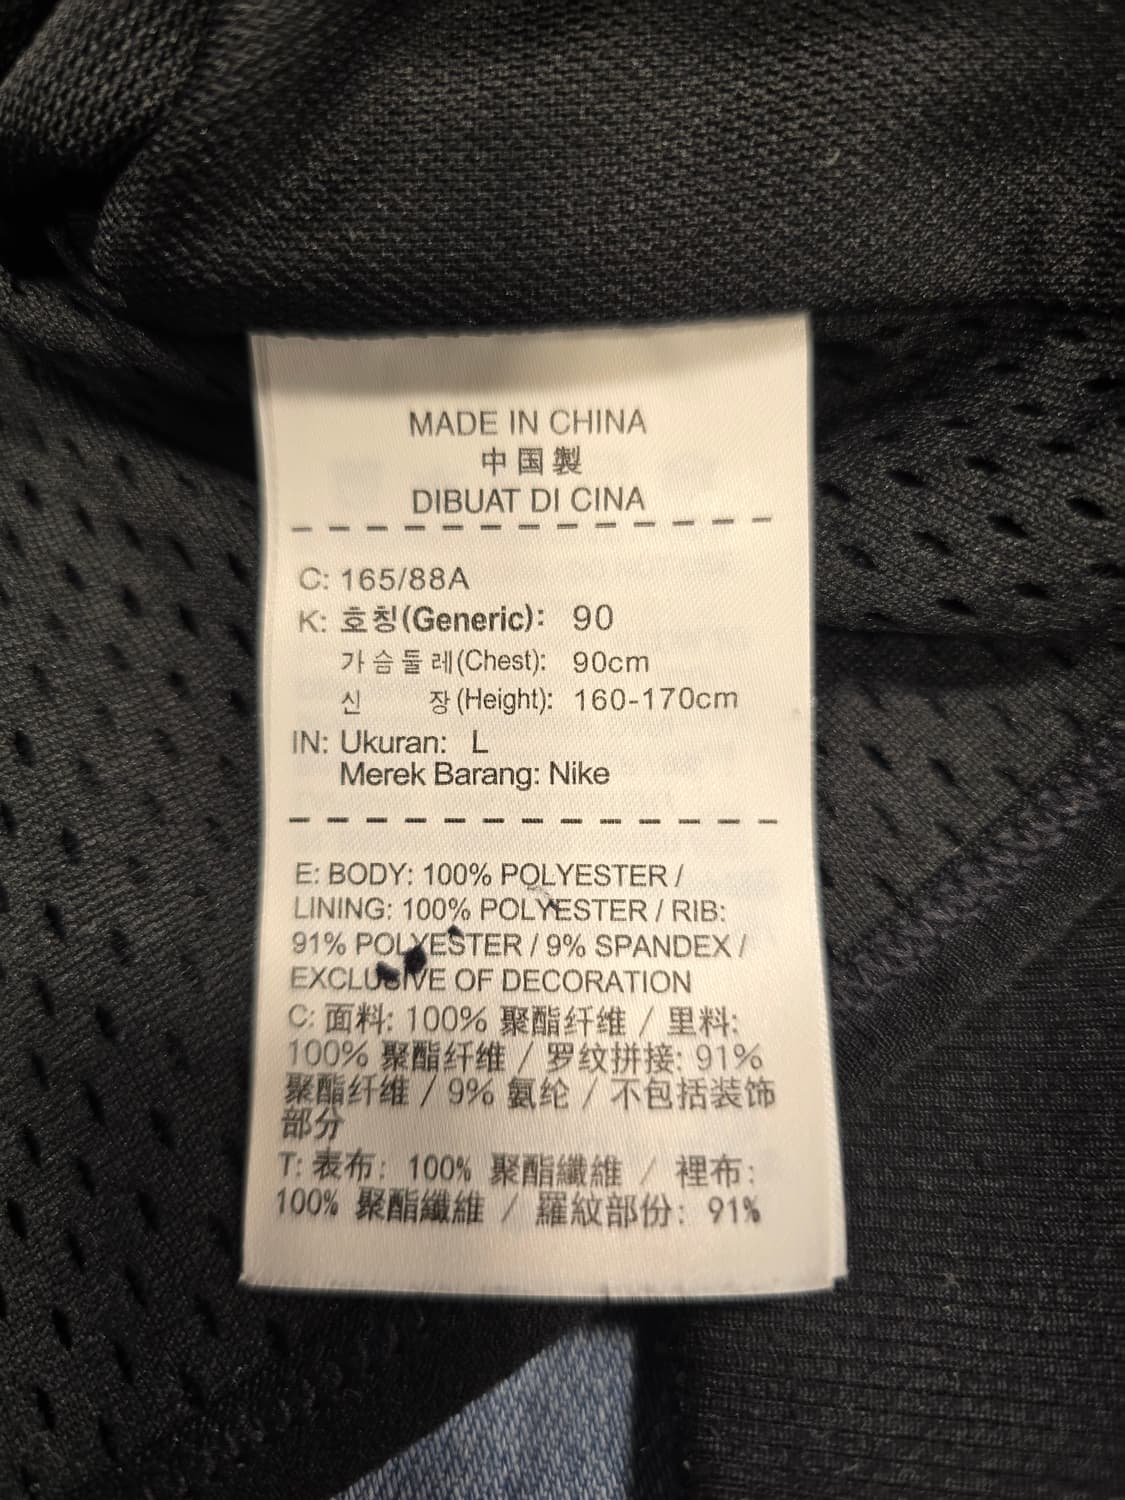 MADE IN CHINA
中国製
DIBUAT DI CINA
C: 165/88A
K: 호칭(Generic): 90
가슴둘레(Chest): 90cm
신 장(Height): 160-170cm
IN: Ukuran: L
Merek Barang: Nike
E: BODY: 100% POLYESTER /
LINING: 100% POLYESTER / RIB:
91% POLYESTER / 9% SPANDEX /
EXCLUSIVE OF DECORATION
C: 面料: 100% 聚酯纤维 / 里料:
100% 聚酯纤维 / 罗纹拼接: 91%
聚酯纤维 / 9% 氨纶 / 不包括装饰
部分
T: 表布: 100% 聚酯纖維 / 裡布:
100% 聚酯纖維 / 羅紋部份: 91%